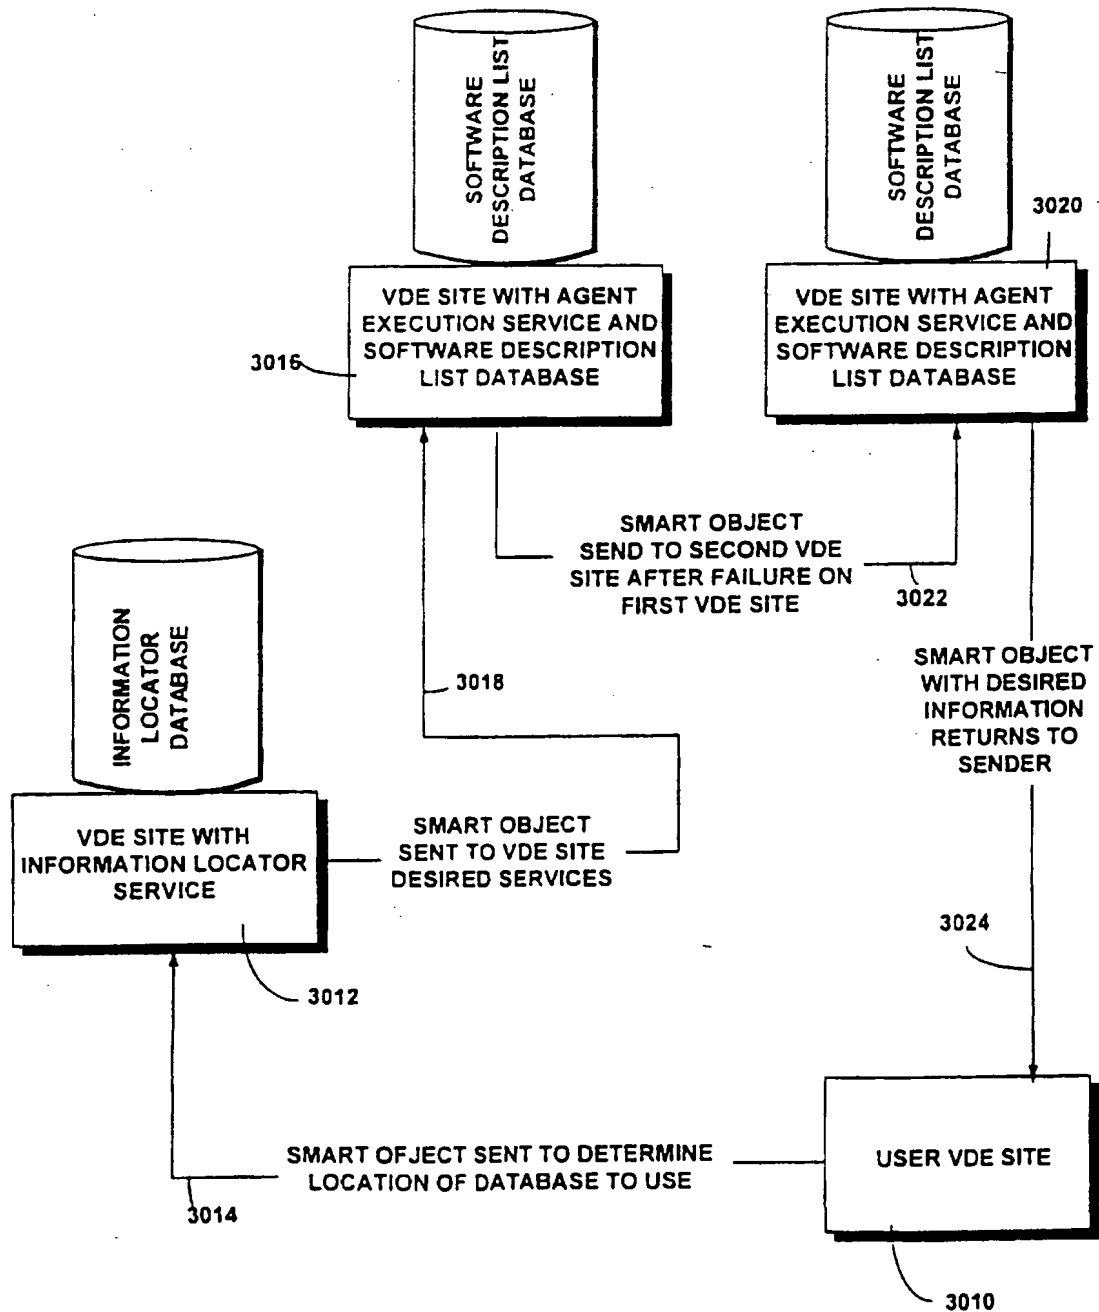 SOFTWARE
DESCRIPTION LIST
DATABASE
SOFTWARE
DESCRIPTION LIST
DATABASE
3020
VDE SITE WITH AGENT
EXECUTION SERVICE AND
SOFTWARE DESCRIPTION
LIST DATABASE
3016
VDE SITE WITH AGENT
EXECUTION SERVICE AND
SOFTWARE DESCRIPTION
LIST DATABASE
SMART OBJECT
SEND TO SECOND VDE
SITE AFTER FAILURE ON
FIRST VDE SITE
3022
INFORMATION
LOCATOR
DATABASE
3018
SMART OBJECT
WITH DESIRED
INFORMATION
RETURNS TO
SENDER
VDE SITE WITH
INFORMATION LOCATOR
SERVICE
SMART OBJECT
SENT TO VDE SITE
DESIRED SERVICES
3024
3012
SMART OFJECT SENT TO DETERMINE
LOCATION OF DATABASE TO USE
3014
USER VDE SITE
3010